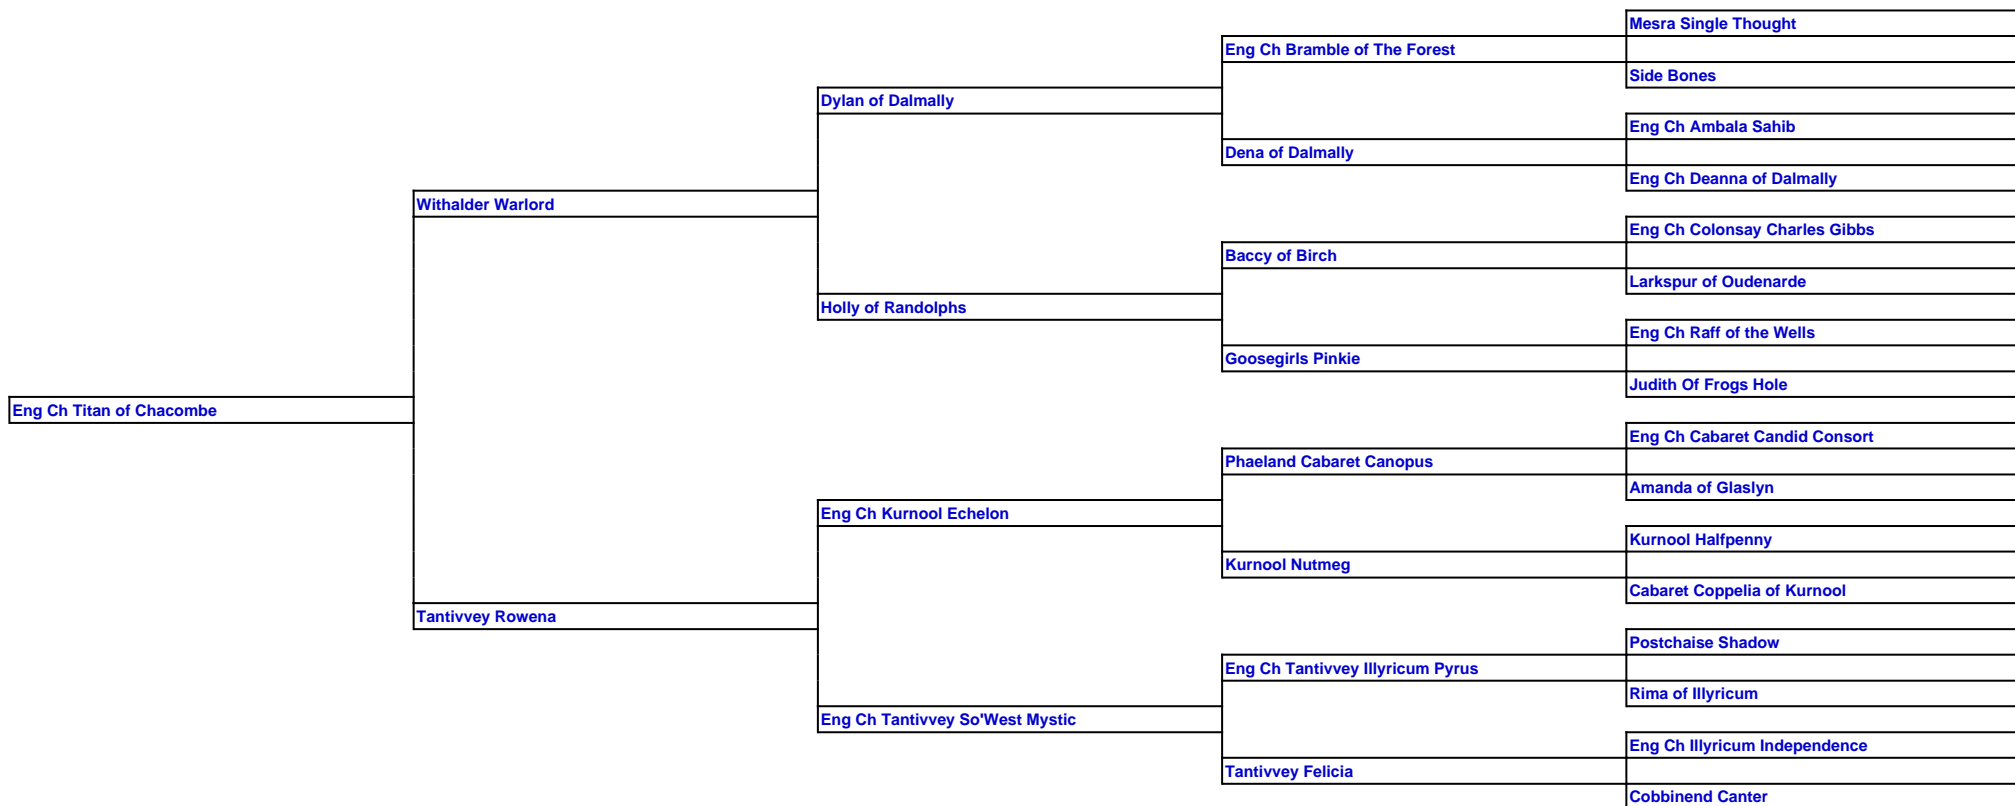 Mesra Single Thought
Eng Ch Bramble of The Forest
Side Bones
Dylan of Dalmally
Eng Ch Ambala Sahib
Dena of Dalmally
Eng Ch Deanna of Dalmally
Withalder Warlord
Eng Ch Colonsay Charles Gibbs
Baccy of Birch
Larkspur of Oudenarde
Holly of Randolphs
Eng Ch Raff of the Wells
Goosegirls Pinkie
Judith Of Frogs Hole
Eng Ch Titan of Chacombe
Eng Ch Cabaret Candid Consort
Phaeland Cabaret Canopus
Amanda of Glaslyn
Eng Ch Kurnool Echelon
Kurnool Halfpenny
Kurnool Nutmeg
Cabaret Coppelia of Kurnool
Tantivvey Rowena
Postchaise Shadow
Eng Ch Tantivvey Illyricum Pyrus
Rima of Illyricum
Eng Ch Tantivvey So'West Mystic
Eng Ch Illyricum Independence
Tantivvey Felicia
Cobbinend Canter